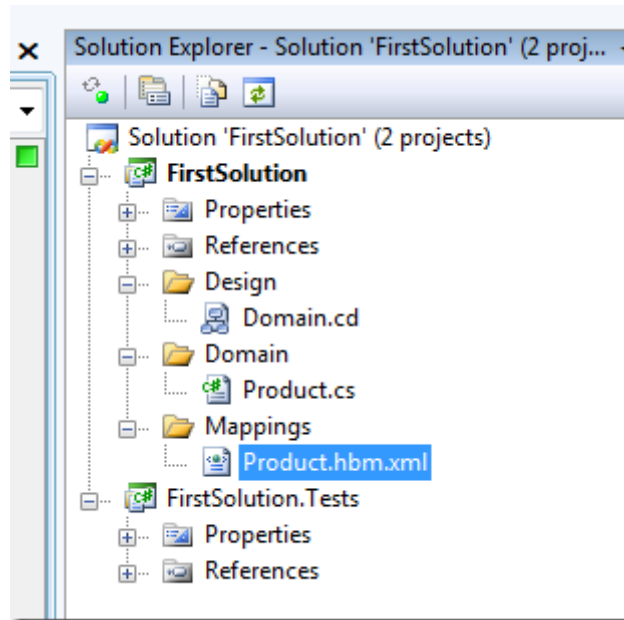 Solution Explorer - Solution 'FirstSolution' (2 proj...
Solution 'FirstSolution' (2 projects)
FirstSolution
Properties
References
Design
Domain.cd
Domain
Product.cs
Mappings
Product.hbm.xml
FirstSolution.Tests
Properties
References